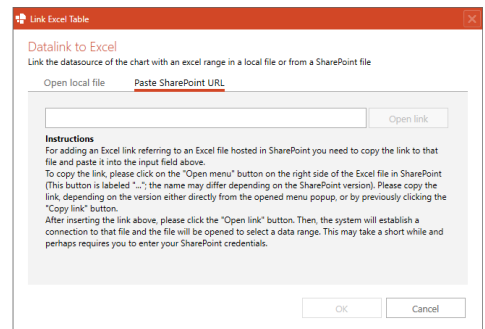 Link Excel Table
Datalink to Excel
Link the datasource of the chart with an excel range in a local file or from a SharePoint file
Open local file Paste SharePoint URL
Open link
Instructions
For adding an Excel link referring to an Excel file hosted in SharePoint you need to copy the link to that
file and paste it into the input field above.
To copy the link, please click on the "Open menu" button on the right side of the Excel file in SharePoint
(This button is labeled "..."; the name may differ depending on the SharePoint version). Please copy the
link, depending on the version either directly from the opened menu popup, or by previously clicking the
"Copy link" button.
After inserting the link above, please click the "Open link" button. Then, the system will establish a
connection to that file and the file will be opened to select a data range. This may take a short while and
perhaps requires you to enter your SharePoint credentials.
OK Cancel